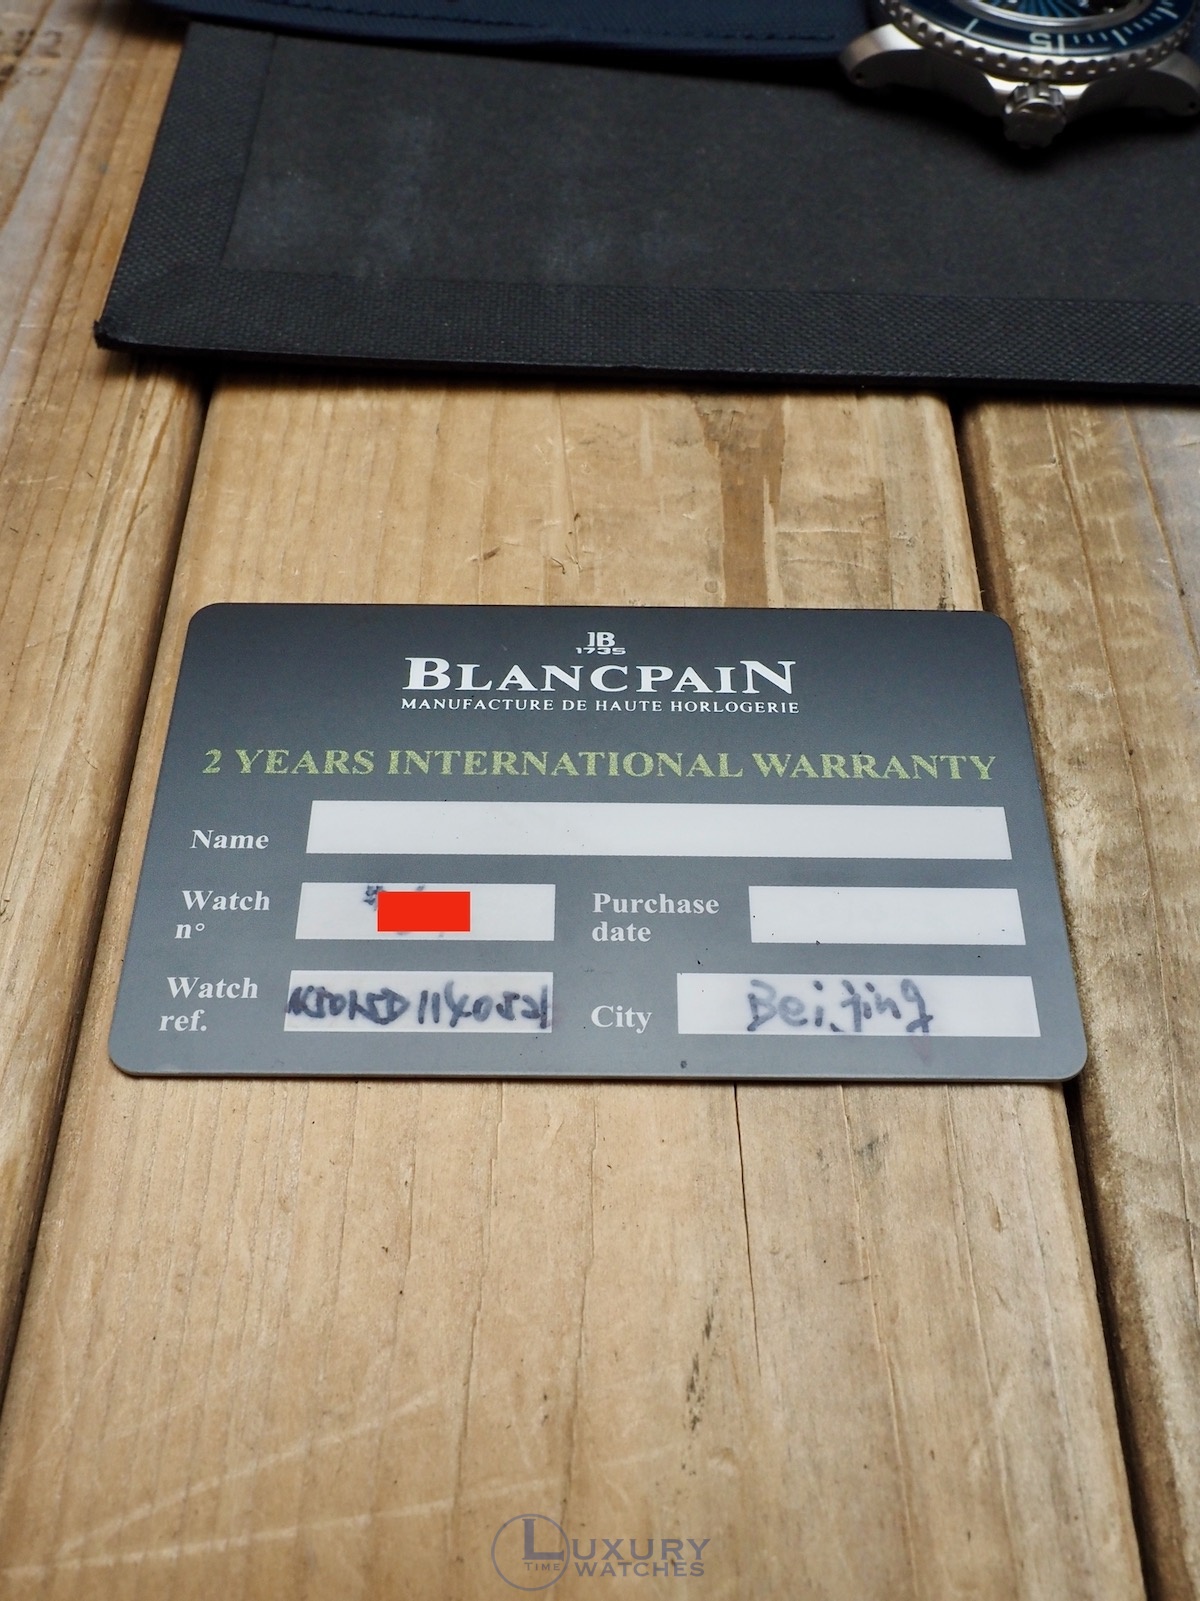 15
JB
1735
BLANCPAIN
MANUFACTURE DE HAUTE HORLOGERIE
2 YEARS INTERNATIONAL WARRANTY
Name
Watch n°
Purchase date
Watch ref.
City Beijing
LUXURY
TIME WATCHES